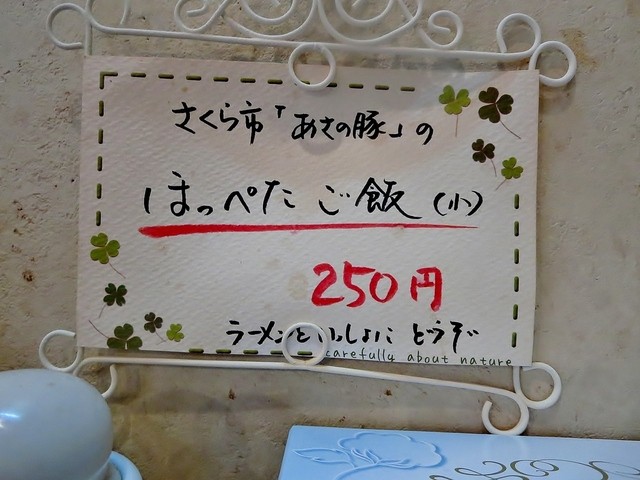 さくら市「あさの豚」の
ほっぺた ご飯 (小)
250円
ラーメンといっしょに どうぞ
carefully about nature